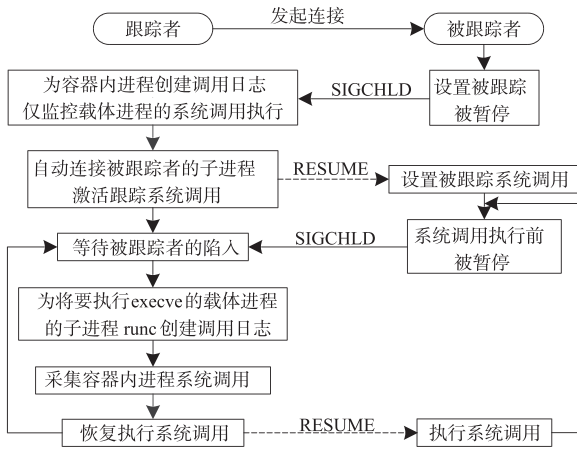 跟踪者
发起连接
被跟踪者
为容器内进程创建调用日志
仅监控载体进程的系统调用执行
SIGCHLD
设置被跟踪
被暂停
自动连接被跟踪者的子进程
激活跟踪系统调用
RESUME
设置被跟踪系统调用
等待被跟踪者的陷入
SIGCHLD
系统调用执行前
被暂停
为将要执行execve的载体进程
的子进程 runc 创建调用日志
采集容器内进程系统调用
恢复执行系统调用
RESUME
执行系统调用